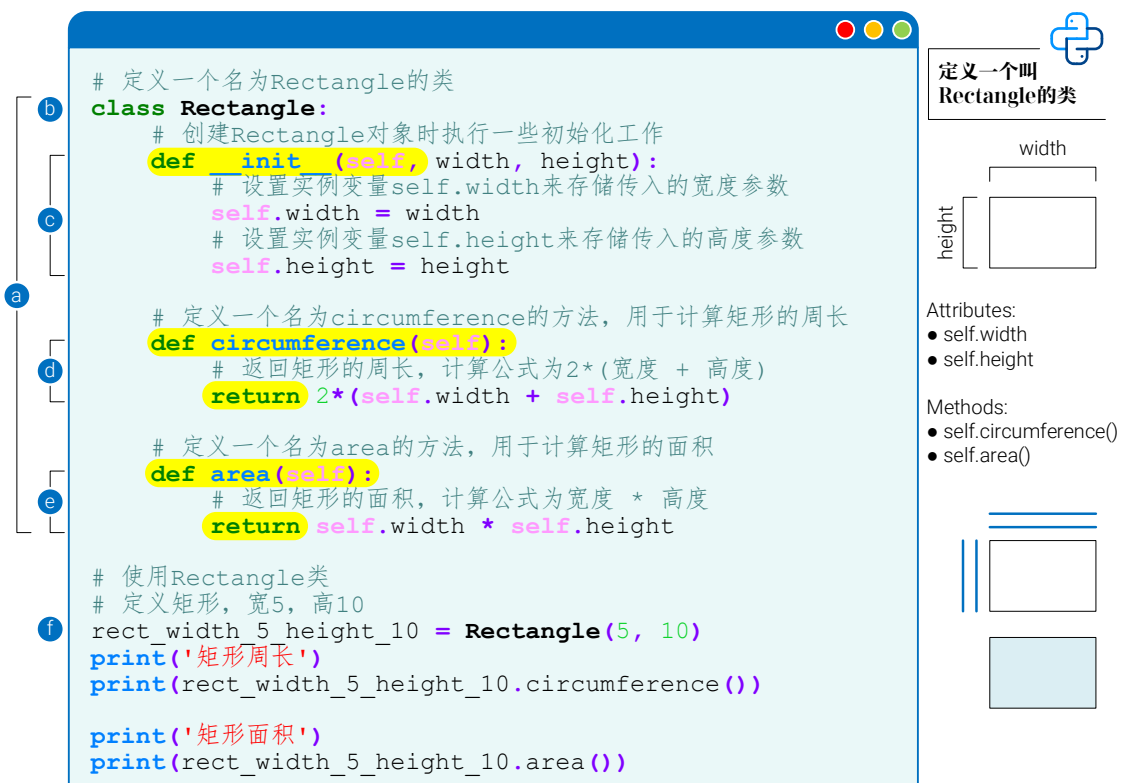 # 定义一个名为Rectangle的类
class Rectangle:
# 创建Rectangle对象时执行一些初始化工作
def __init__(self, width, height):
# 设置实例变量self.width来存储传入的宽度参数
self.width = width
# 设置实例变量self.height来存储传入的高度参数
self.height = height
# 定义一个名为circumference的方法，用于计算矩形的周长
def circumference(self):
# 返回矩形的周长，计算公式为2*(宽度 + 高度)
return 2*(self.width + self.height)
# 定义一个名为area的方法，用于计算矩形的面积
def area(self):
# 返回矩形的面积，计算公式为宽度 * 高度
return self.width * self.height
# 使用Rectangle类
# 定义矩形，宽5，高10
rect_width_5_height_10 = Rectangle(5, 10)
print('矩形周长')
print(rect_width_5_height_10.circumference())
print('矩形面积')
print(rect_width_5_height_10.area())
b
c
a
d
e
f
定义一个叫
Rectangle的类
width
height
Attributes:
● self.width
● self.height
Methods:
● self.circumference()
● self.area()